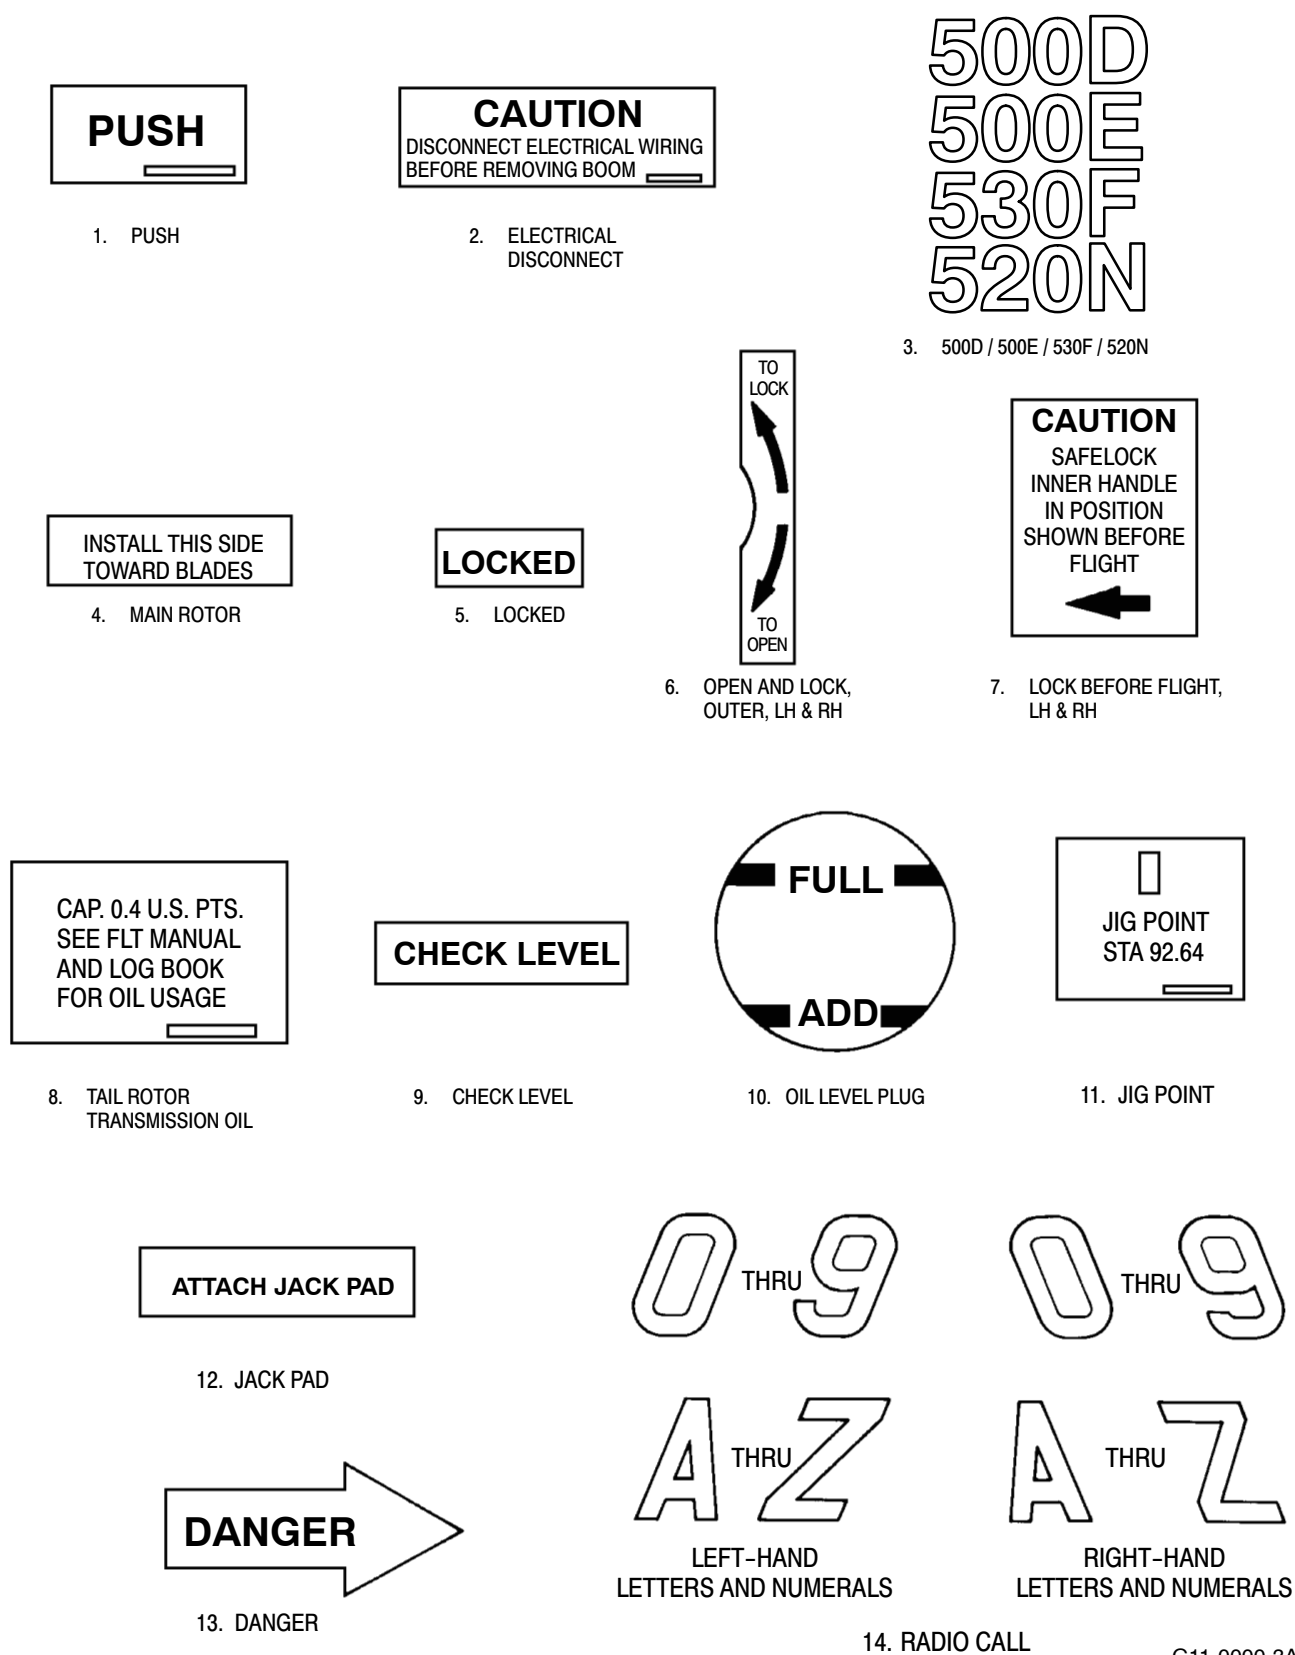 PUSH
1. PUSH
CAUTION
DISCONNECT ELECTRICAL WIRING
BEFORE REMOVING BOOM
2. ELECTRICAL
DISCONNECT
500D
500E
530F
520N
3. 500D / 500E / 530F / 520N
INSTALL THIS SIDE
TOWARD BLADES
4. MAIN ROTOR
LOCKED
5. LOCKED
TO
LOCK
TO
OPEN
6. OPEN AND LOCK,
OUTER, LH & RH
CAUTION
SAFELOCK
INNER HANDLE
IN POSITION
SHOWN BEFORE
FLIGHT
7. LOCK BEFORE FLIGHT,
LH & RH
CAP. 0.4 U.S. PTS.
SEE FLT MANUAL
AND LOG BOOK
FOR OIL USAGE
8. TAIL ROTOR
TRANSMISSION OIL
CHECK LEVEL
9. CHECK LEVEL
FULL
ADD
10. OIL LEVEL PLUG
JIG POINT
STA 92.64
11. JIG POINT
ATTACH JACK PAD
12. JACK PAD
DANGER
13. DANGER
0 THRU 9
A THRU Z
LEFT-HAND
LETTERS AND NUMERALS
0 THRU 9
A THRU Z
RIGHT-HAND
LETTERS AND NUMERALS
14. RADIO CALL